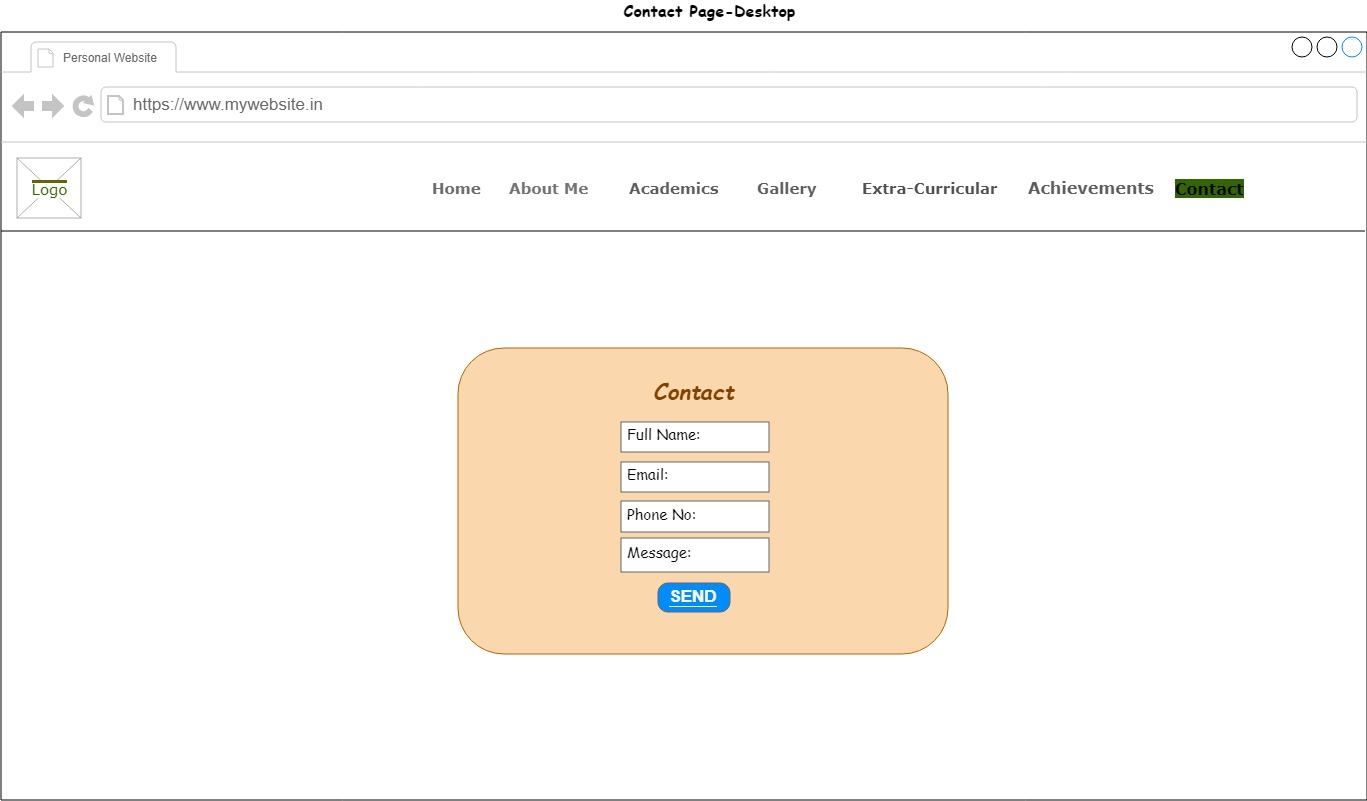 Contact Page-Desktop
Personal Website
https://www.mywebsite.in
Logo
Home About Me Academics Gallery Extra-Curricular Achievements Contact
Contact
Full Name:
Email:
Phone No:
Message:
SEND